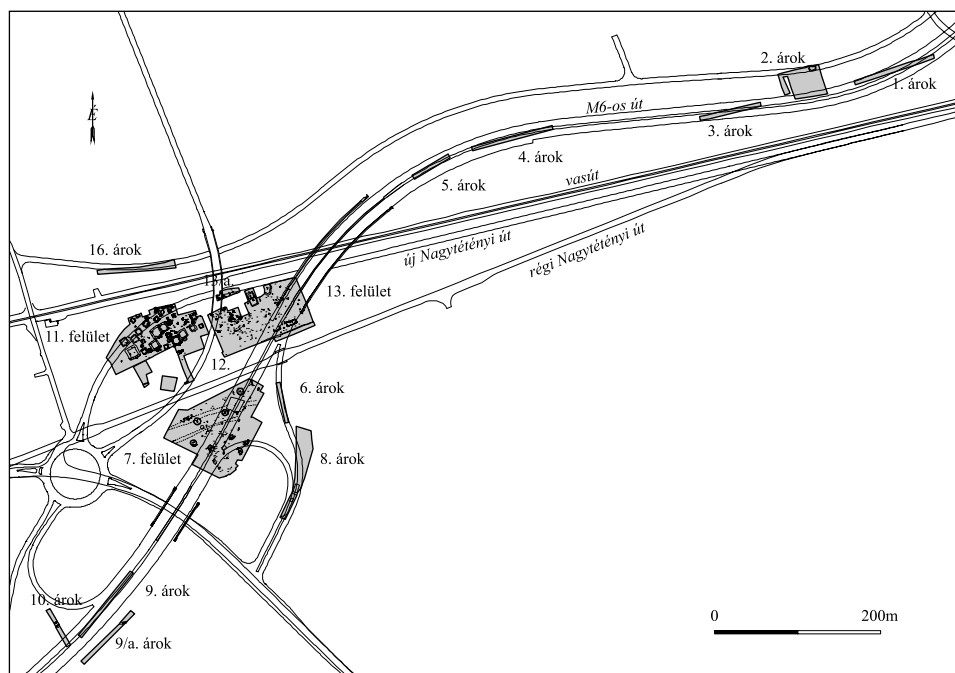 2. árok
1. árok
É
M6-os út
3. árok
4. árok
5. árok
vasút
16. árok
új Nagytétényi út
régi Nagytétényi út
13. felület
11. felület
12.
6. árok
7. felület
8. árok
10. árok
9. árok
9/a. árok
0
200m